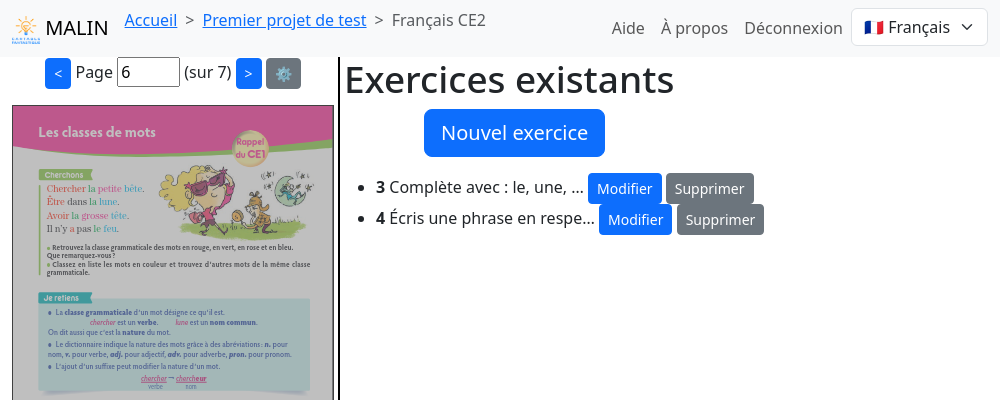 MALIN Accueil > Premier projet de test > Français CE2 Aide À propos Déconnexion 🇫🇷 Français
< Page 6 (sur 7) > ⚙️
Exercices existants
Nouvel exercice
3 Complète avec : le, une, ... Modifier Supprimer
4 Écris une phrase en respe... Modifier Supprimer
Les classes de mots
Rappel
du CE1
Cherchons
Chercher la petite bête.
Être dans la lune.
Avoir la grosse tête.
Il n'y a pas le feu.
• Retrouvez la classe grammaticale des mots en rouge, en vert, en rose et en bleu.
Que remarquez-vous ?
• Classez en liste les mots en couleur et trouvez d'autres mots de la même classe
grammaticale.
Je retiens
• La classe grammaticale d'un mot désigne ce qu'il est.
chercher est un verbe. lune est un nom commun.
On dit aussi que c'est la nature du mot.
• Le dictionnaire indique la nature des mots grâce à des abréviations : n. pour
nom, v. pour verbe, adj. pour adjectif, adv. pour adverbe, pron. pour pronom.
• L'ajout d'un suffixe peut modifier la nature d'un mot.
chercher → chercheur
verbe nom